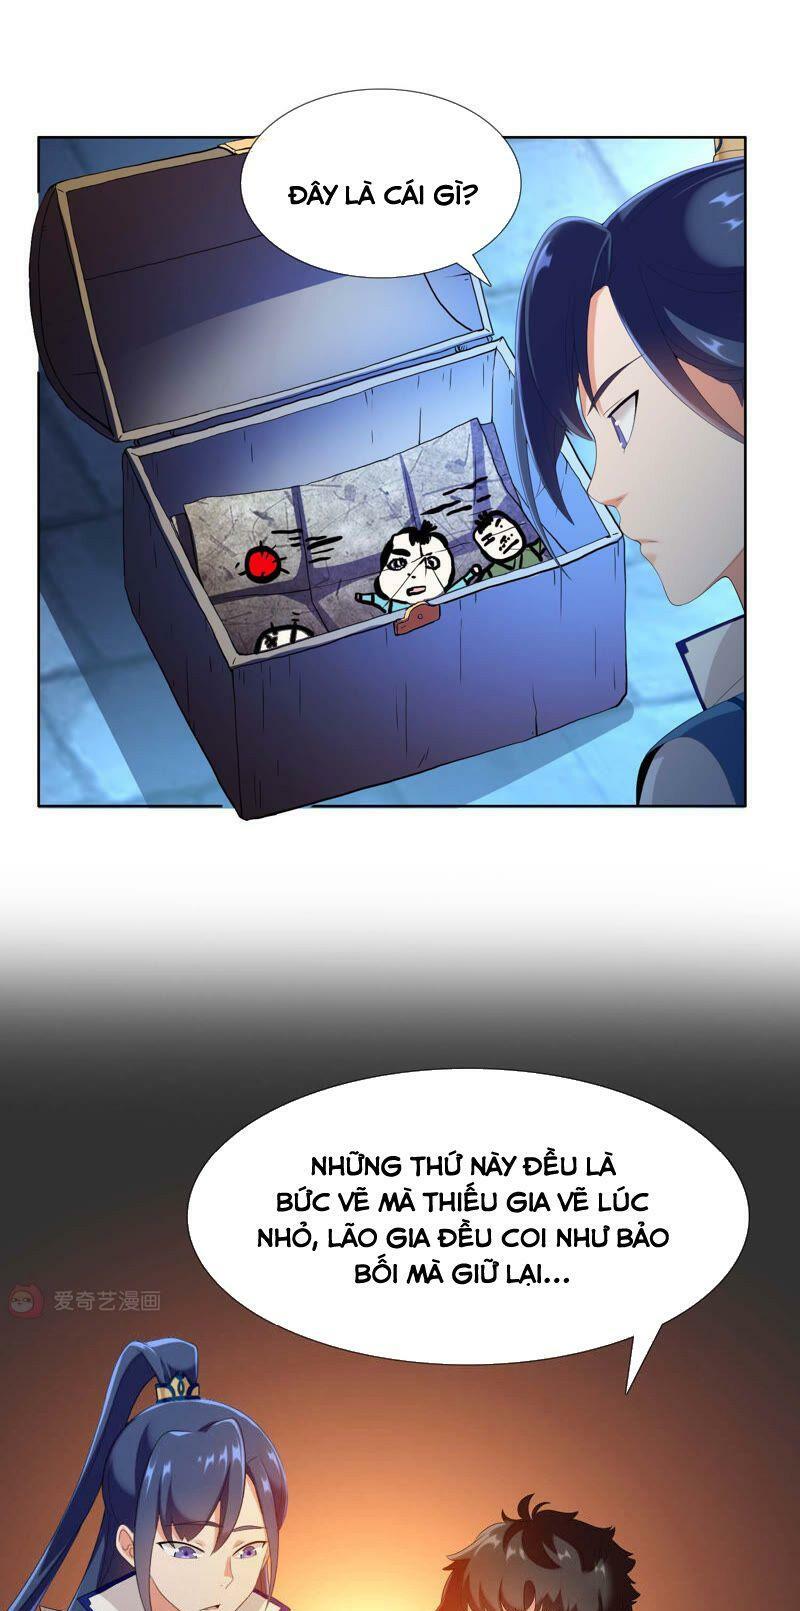 ĐÂY LÀ CÁI GÌ?
NHỮNG THỨ NÀY ĐỀU LÀ
BỨC VẼ MÀ THIẾU GIA VẼ LÚC
NHỎ, LÃO GIA ĐỀU COI NHƯ BẢO
BỐI MÀ GIỮ LẠI...
爱奇艺漫画